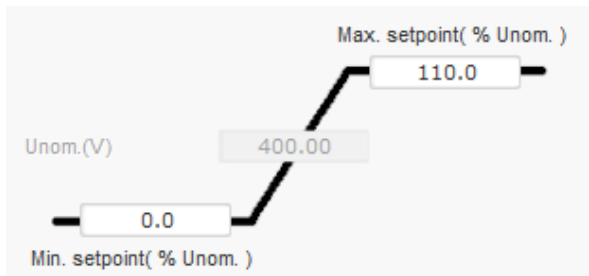 Max. setpoint( % Unom. )
110.0
Unom.(V)
400.00
0.0
Min. setpoint( % Unom. )